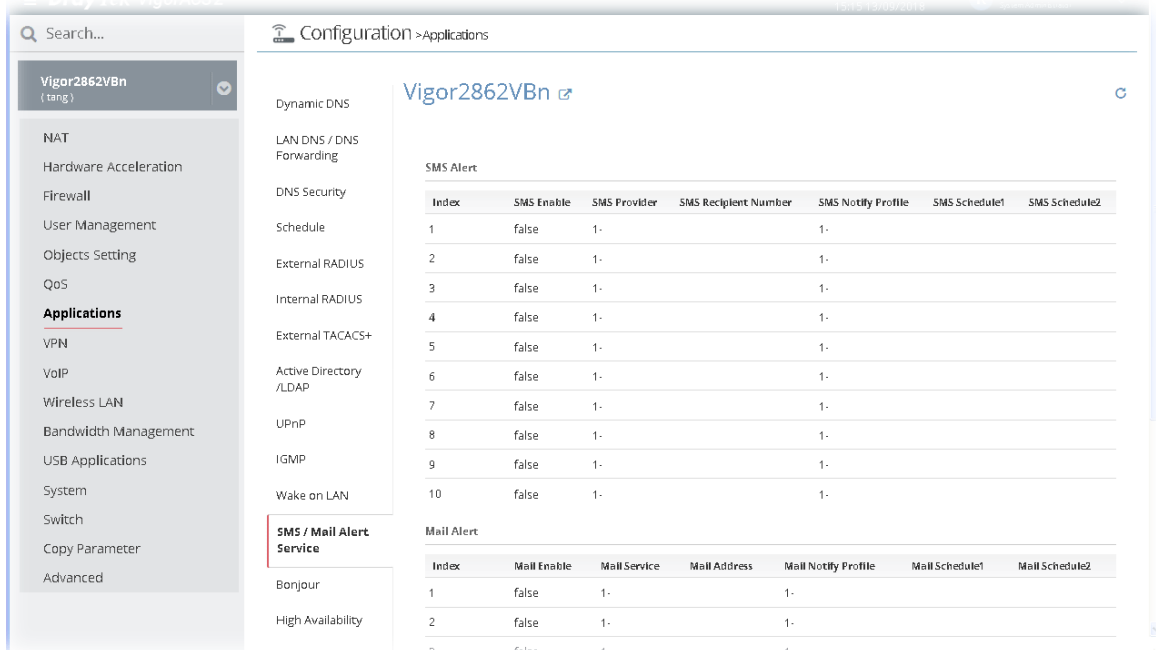 Search...
Configuration >Applications
Vigor2862VBn
( tang )
NAT
Hardware Acceleration
Firewall
User Management
Objects Setting
QoS
Applications
VPN
VoIP
Wireless LAN
Bandwidth Management
USB Applications
System
Switch
Copy Parameter
Advanced
Dynamic DNS
LAN DNS / DNS
Forwarding
DNS Security
Schedule
External RADIUS
Internal RADIUS
External TACACS+
Active Directory
/LDAP
UPnP
IGMP
Wake on LAN
SMS / Mail Alert
Service
Bonjour
High Availability
Vigor2862VBn
SMS Alert
Index SMS Enable SMS Provider SMS Recipient Number SMS Notify Profile SMS Schedule1 SMS Schedule2
1 false 1- 1-
2 false 1- 1-
3 false 1- 1-
4 false 1- 1-
5 false 1- 1-
6 false 1- 1-
7 false 1- 1-
8 false 1- 1-
9 false 1- 1-
10 false 1- 1-
Mail Alert
Index Mail Enable Mail Service Mail Address Mail Notify Profile Mail Schedule1 Mail Schedule2
1 false 1- 1-
2 false 1- 1-